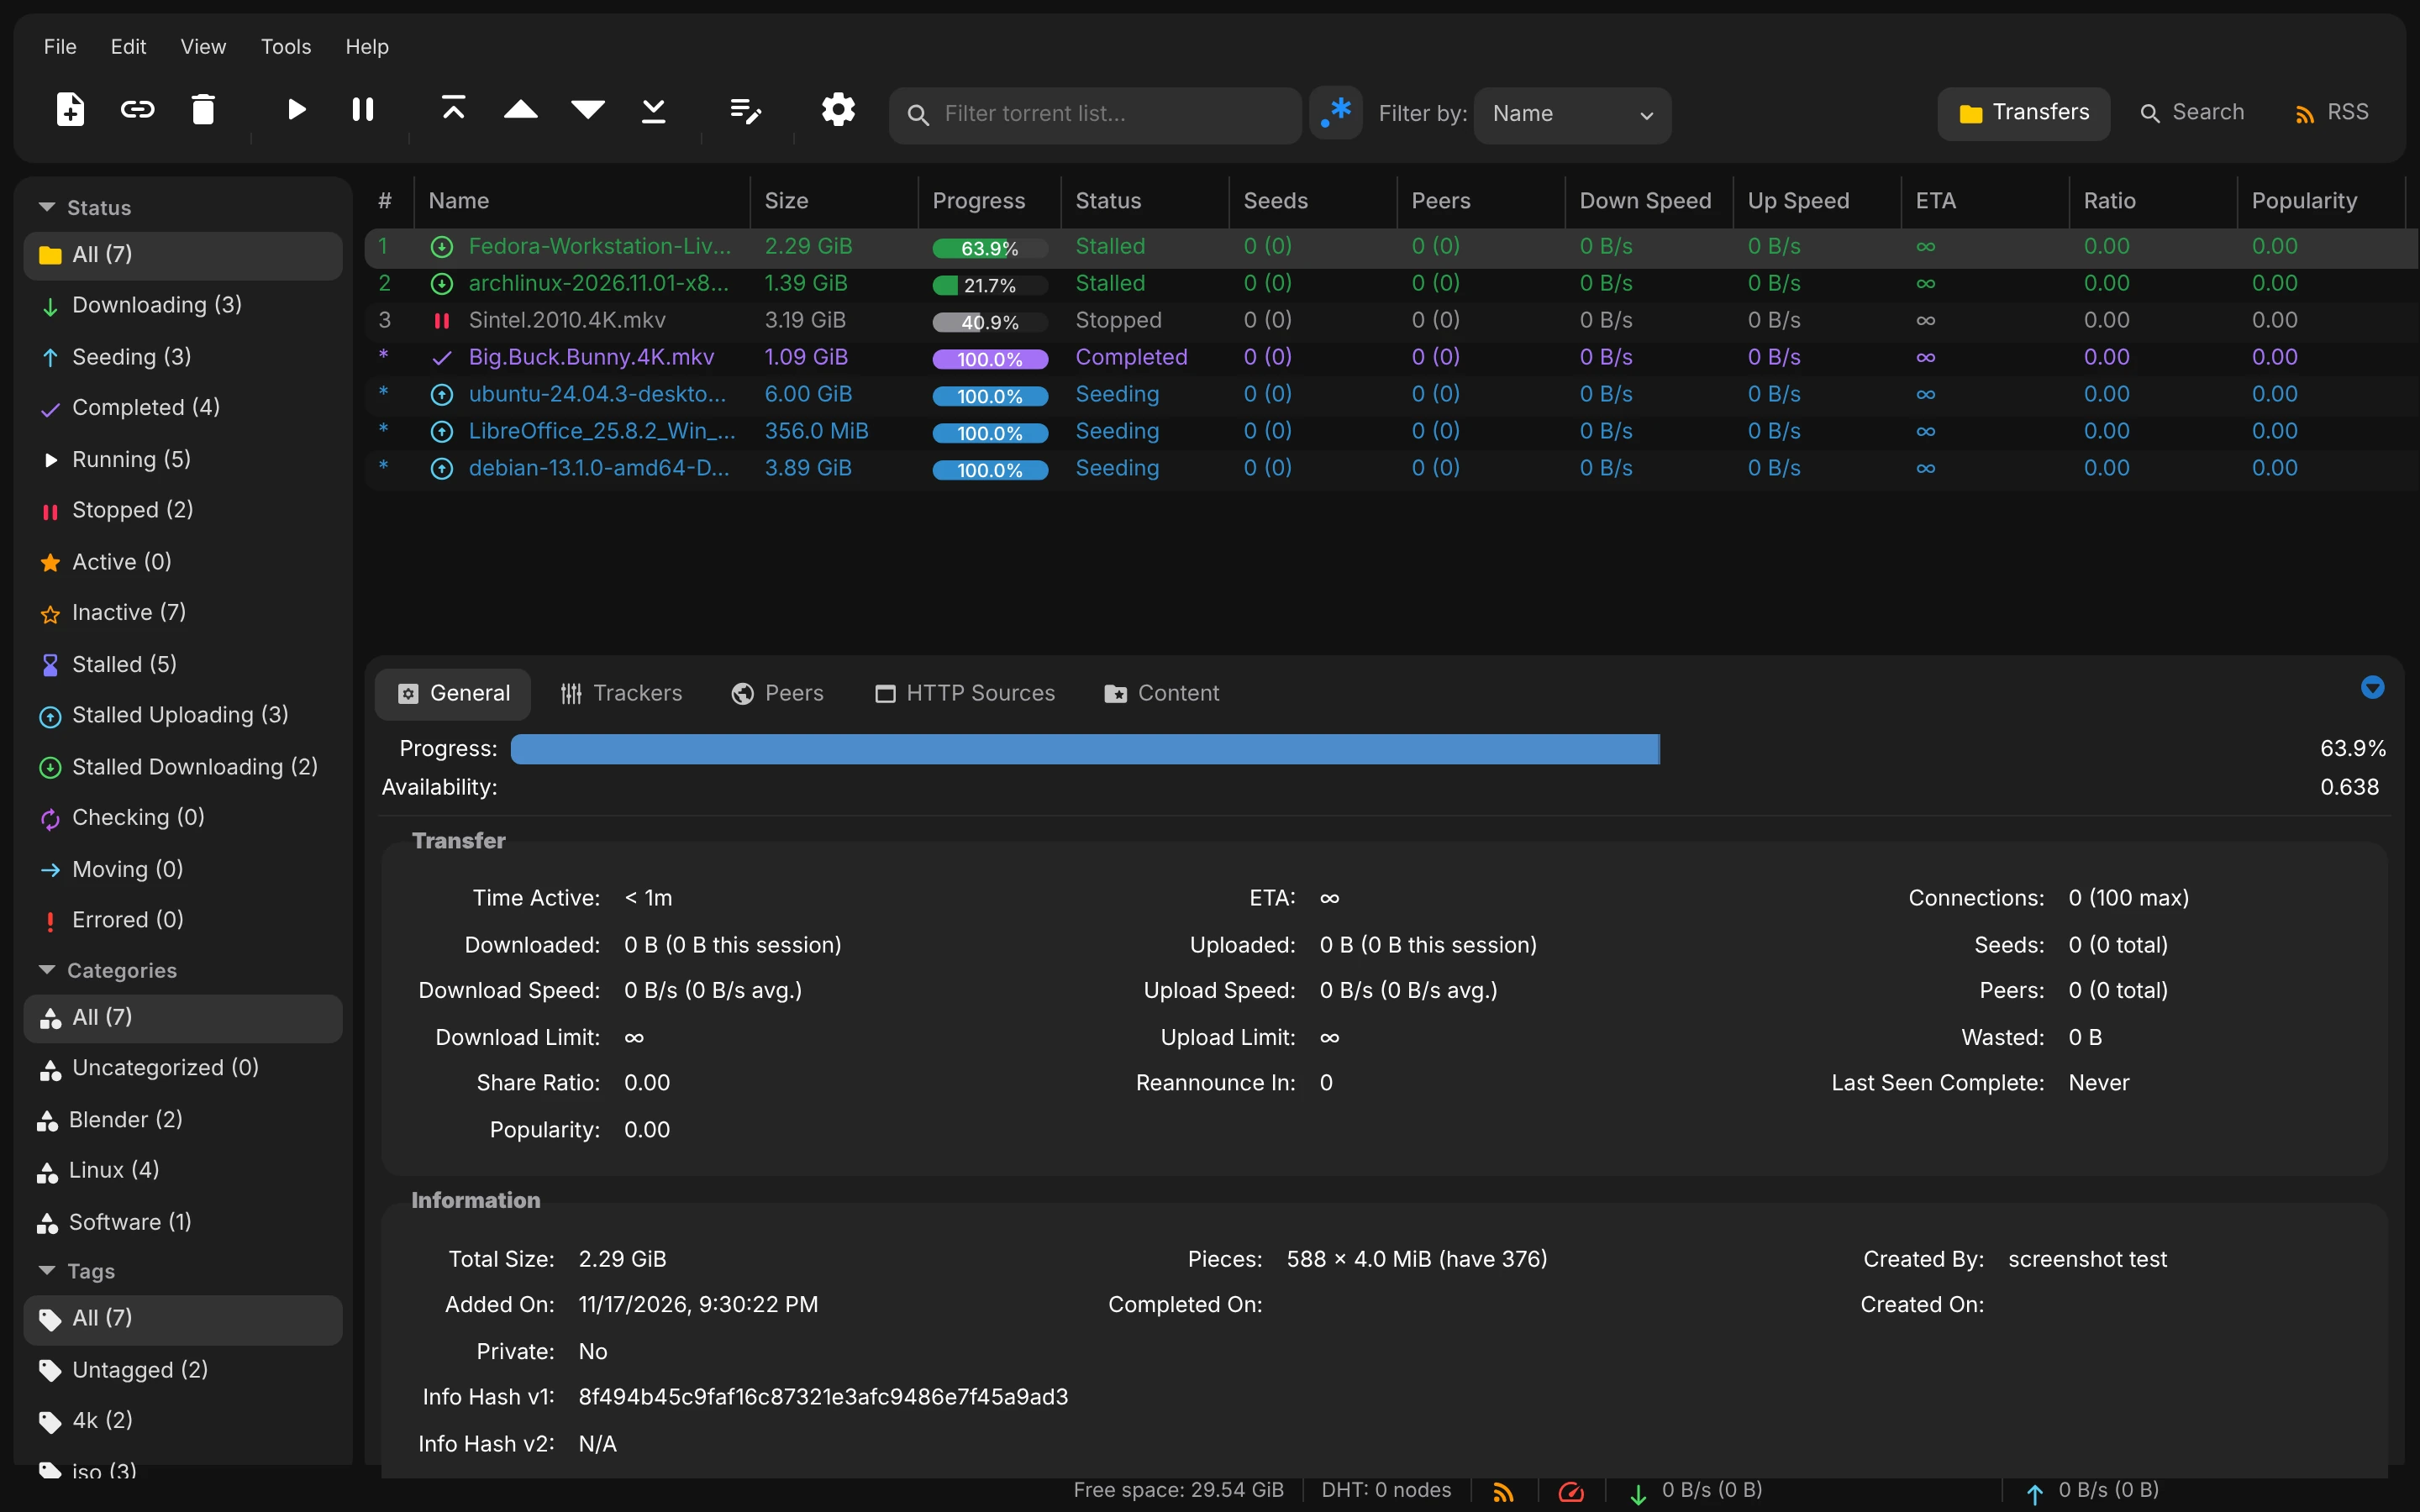 File Edit View Tools Help
Filter torrent list... .* Filter by: Name Transfers Search RSS
Status
All (7)
Downloading (3)
Seeding (3)
Completed (4)
Running (5)
Stopped (2)
Active (0)
Inactive (7)
Stalled (5)
Stalled Uploading (3)
Stalled Downloading (2)
Checking (0)
Moving (0)
Errored (0)
Categories
All (7)
Uncategorized (0)
Blender (2)
Linux (4)
Software (1)
Tags
All (7)
Untagged (2)
4k (2)
iso (3)
# Name Size Progress Status Seeds Peers Down Speed Up Speed ETA Ratio Popularity
1 Fedora-Workstation-Liv... 2.29 GiB 63.9% Stalled 0 (0) 0 (0) 0 B/s 0 B/s ∞ 0.00 0.00
2 archlinux-2026.11.01-x8... 1.39 GiB 21.7% Stalled 0 (0) 0 (0) 0 B/s 0 B/s ∞ 0.00 0.00
3 Sintel.2010.4K.mkv 3.19 GiB 40.9% Stopped 0 (0) 0 (0) 0 B/s 0 B/s ∞ 0.00 0.00
* Big.Buck.Bunny.4K.mkv 1.09 GiB 100.0% Completed 0 (0) 0 (0) 0 B/s 0 B/s ∞ 0.00 0.00
* ubuntu-24.04.3-deskto... 6.00 GiB 100.0% Seeding 0 (0) 0 (0) 0 B/s 0 B/s ∞ 0.00 0.00
* LibreOffice_25.8.2_Win_... 356.0 MiB 100.0% Seeding 0 (0) 0 (0) 0 B/s 0 B/s ∞ 0.00 0.00
* debian-13.1.0-amd64-D... 3.89 GiB 100.0% Seeding 0 (0) 0 (0) 0 B/s 0 B/s ∞ 0.00 0.00
General Trackers Peers HTTP Sources Content
Progress: 63.9%
Availability: 0.638
Transfer
Time Active: < 1m ETA: ∞ Connections: 0 (100 max)
Downloaded: 0 B (0 B this session) Uploaded: 0 B (0 B this session) Seeds: 0 (0 total)
Download Speed: 0 B/s (0 B/s avg.) Upload Speed: 0 B/s (0 B/s avg.) Peers: 0 (0 total)
Download Limit: ∞ Upload Limit: ∞ Wasted: 0 B
Share Ratio: 0.00 Reannounce In: 0 Last Seen Complete: Never
Popularity: 0.00
Information
Total Size: 2.29 GiB Pieces: 588 × 4.0 MiB (have 376) Created By: screenshot test
Added On: 11/17/2026, 9:30:22 PM Completed On: Created On:
Private: No
Info Hash v1: 8f494b45c9faf16c87321e3afc9486e7f45a9ad3
Info Hash v2: N/A
Free space: 29.54 GiB DHT: 0 nodes 0 B/s (0 B) 0 B/s (0 B)